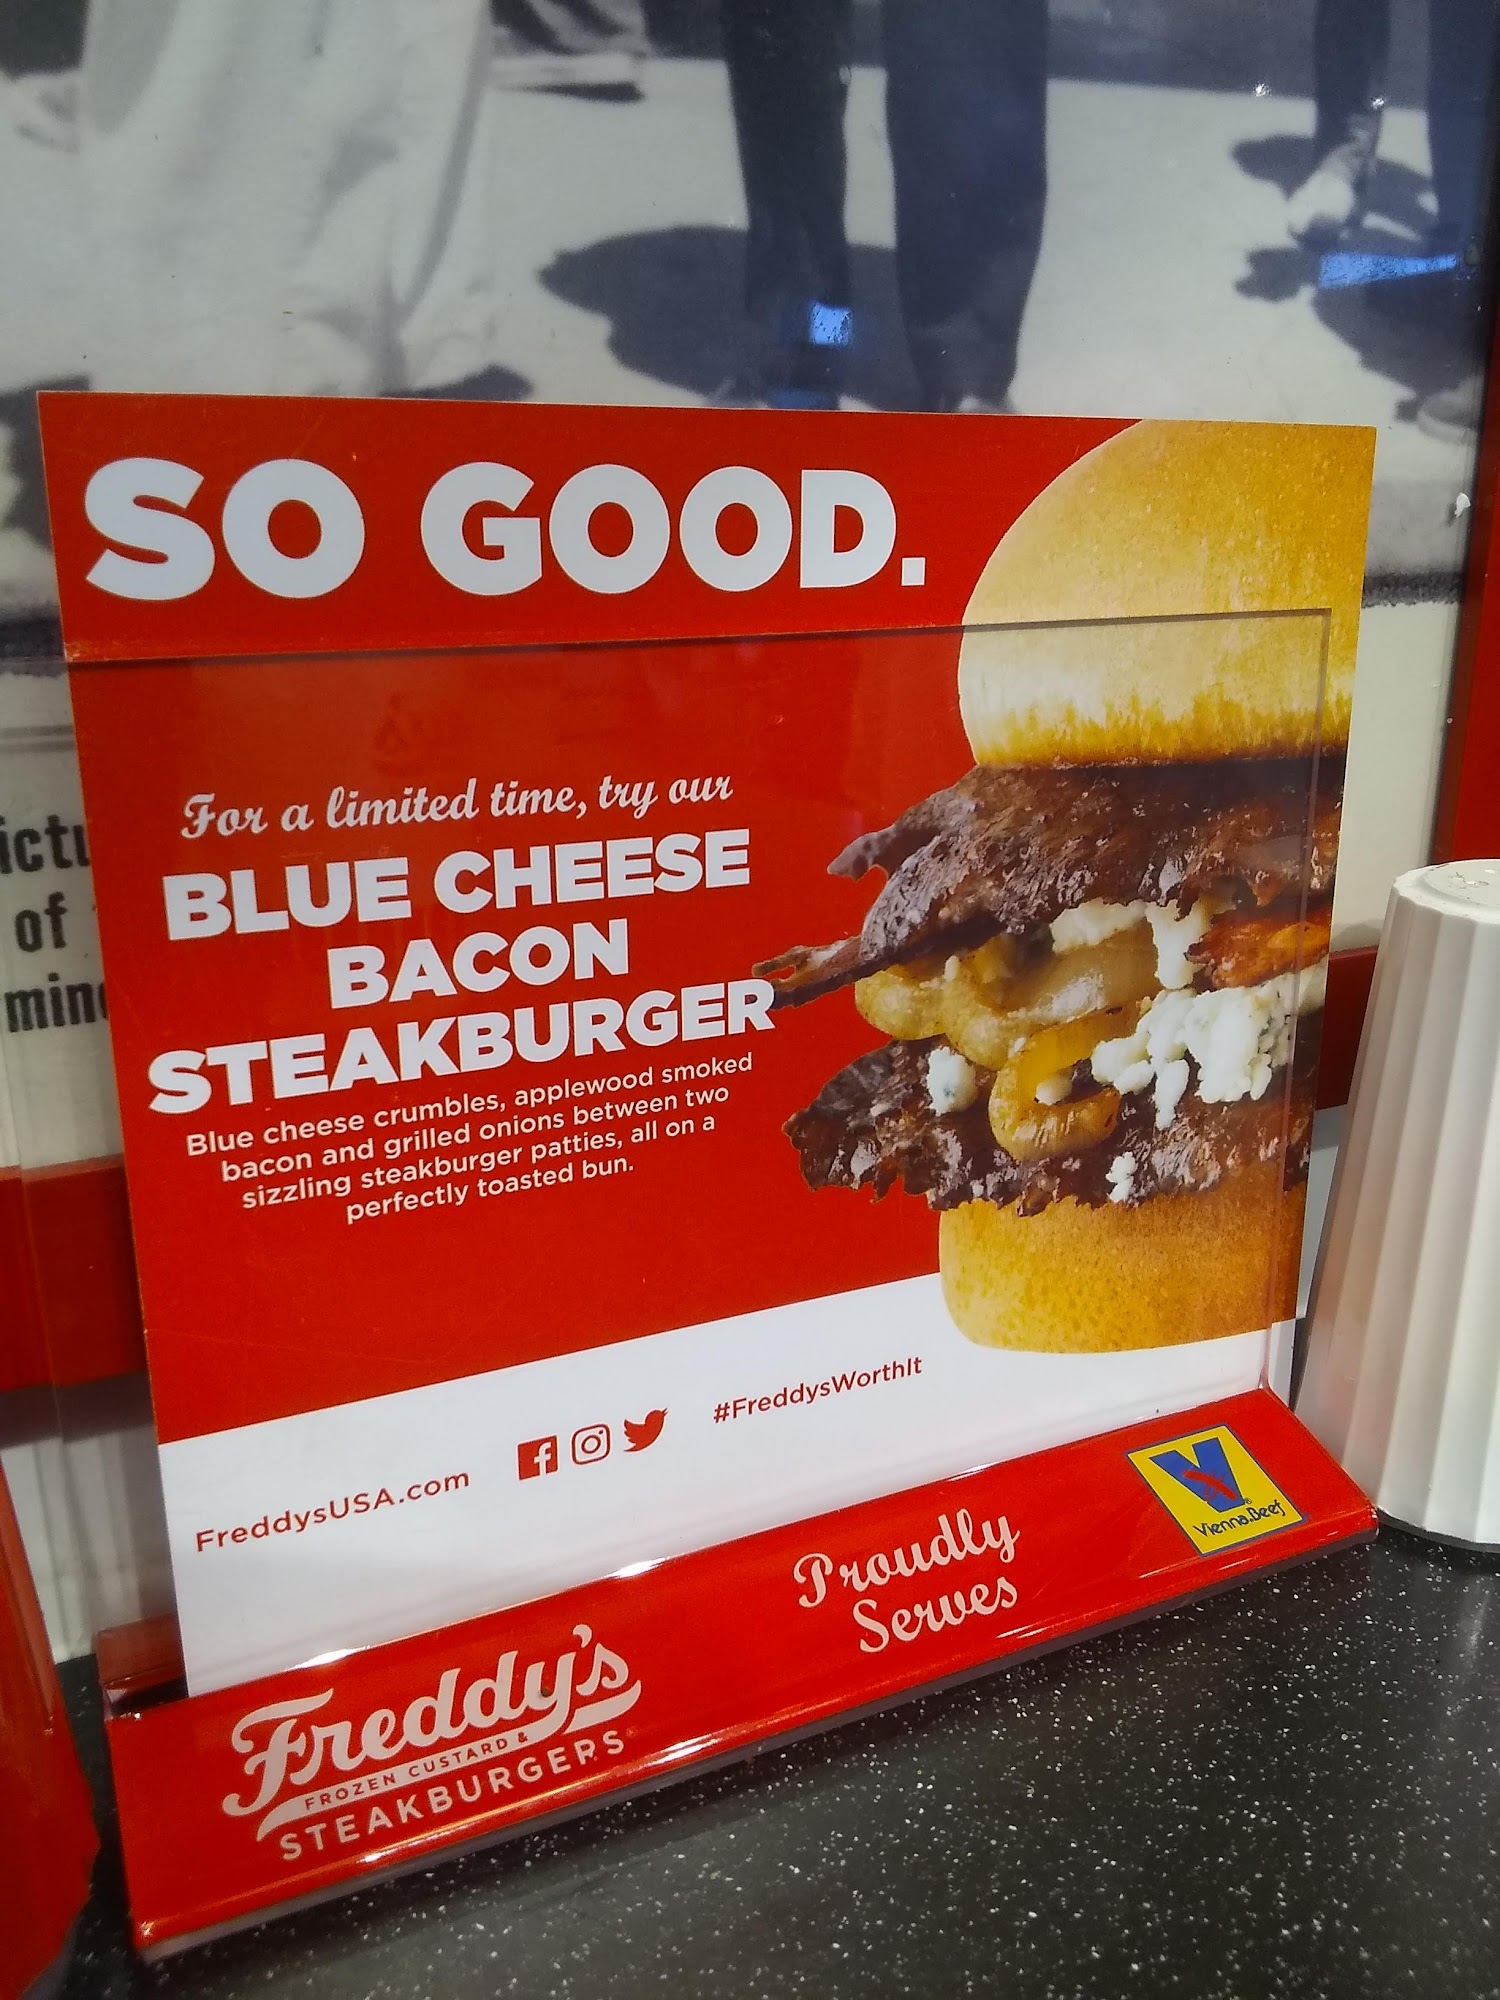 SO GOOD.
For a limited time, try our
BLUE CHEESE
BACON
STEAKBURGER
Blue cheese crumbles, applewood smoked
bacon and grilled onions between two
sizzling steakburger patties, all on a
perfectly toasted bun.
FreddysUSA.com
#FreddysWorthIt
Proudly
Serves
Vienna® Beef
Freddy's
FROZEN CUSTARD &
STEAKBURGERS
of